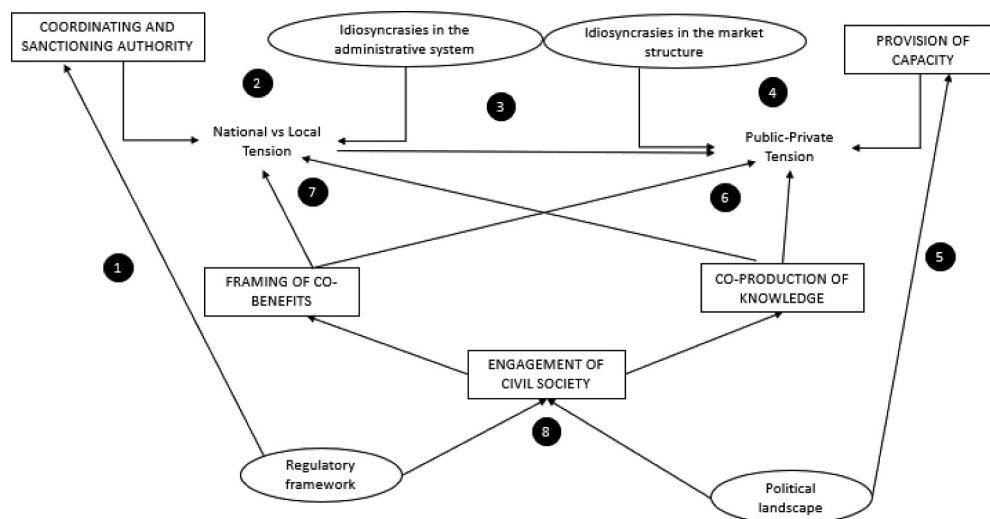 COORDINATING AND
SANCTIONING AUTHORITY
Idiosyncrasies in the
administrative system
Idiosyncrasies in the market
structure
PROVISION OF
CAPACITY
2
3
4
National vs Local
Tension
Public-Private
Tension
7
6
1
5
FRAMING OF CO-
BENEFITS
CO-PRODUCTION OF
KNOWLEDGE
ENGAGEMENT OF
CIVIL SOCIETY
8
Regulatory
framework
Political
landscape